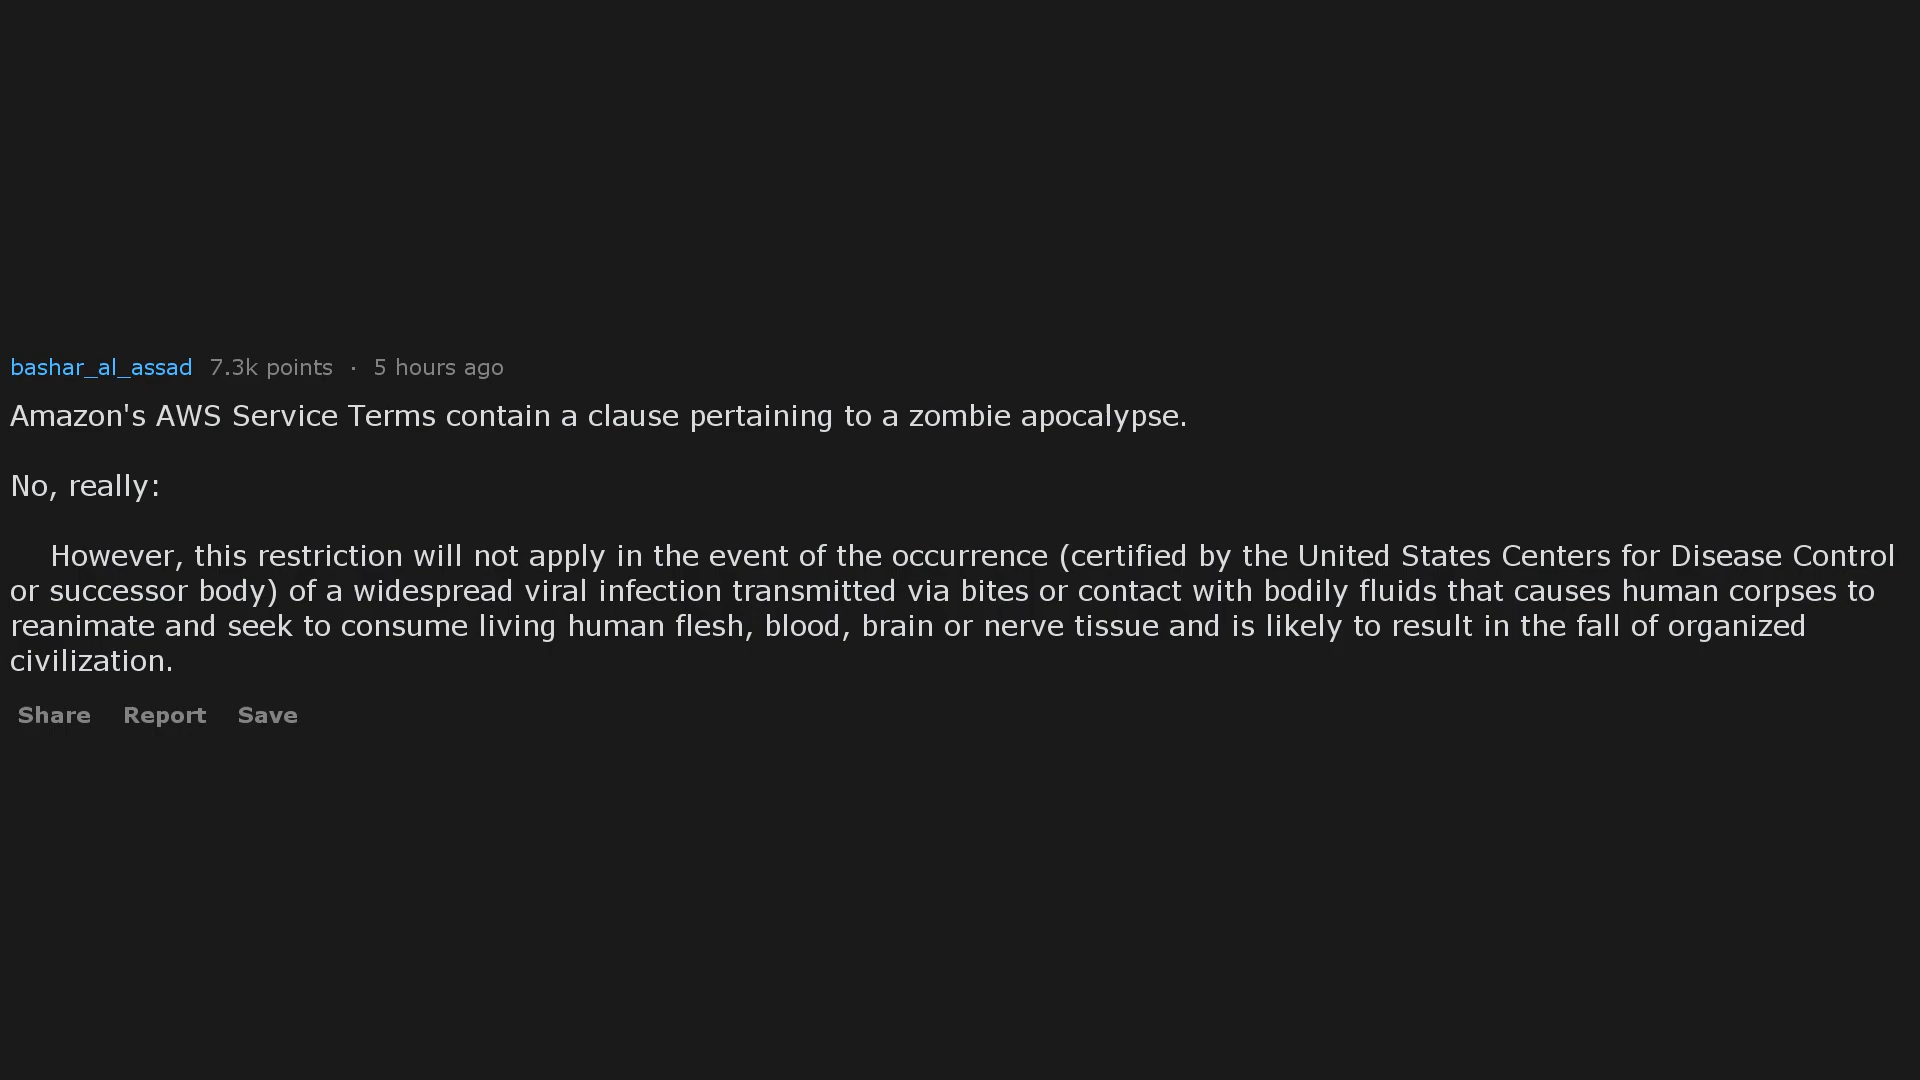 bashar_al_assad 7.3k points · 5 hours ago
Amazon's AWS Service Terms contain a clause pertaining to a zombie apocalypse.
No, really:
However, this restriction will not apply in the event of the occurrence (certified by the United States Centers for Disease Control
or successor body) of a widespread viral infection transmitted via bites or contact with bodily fluids that causes human corpses to
reanimate and seek to consume living human flesh, blood, brain or nerve tissue and is likely to result in the fall of organized
civilization.
Share Report Save